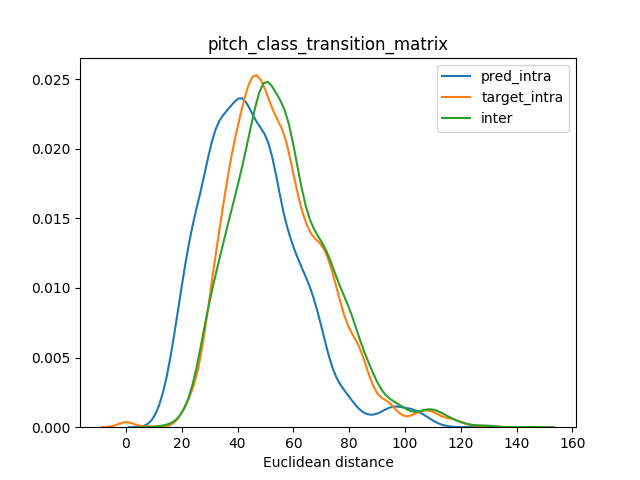 pitch_class_transition_matrix
pred_intra
target_intra
inter
0.025
0.020
0.015
0.010
0.005
0.000
0 20 40 60 80 100 120 140 160
Euclidean distance